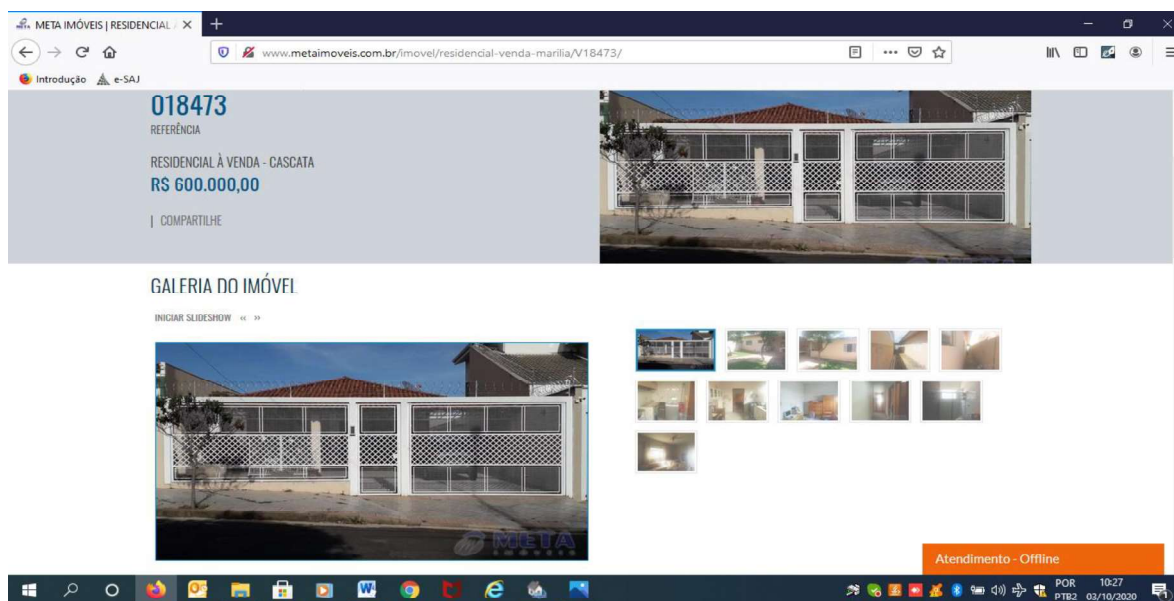 META IMÓVEIS | RESIDENCIAL
www.metaimoveis.com.br/imovel/residencial-venda-marilia/V18473/
Introdução
e-SAJ
018473
REFERÊNCIA
RESIDENCIAL À VENDA - CASCATA
R$ 600.000,00
| COMPARTILHE
GALERIA DO IMÓVEL
INICIAR SLIDESHOW « »
META
IMÓVEIS
Atendimento - Offline
POR 10:27
PTB2 03/10/2020